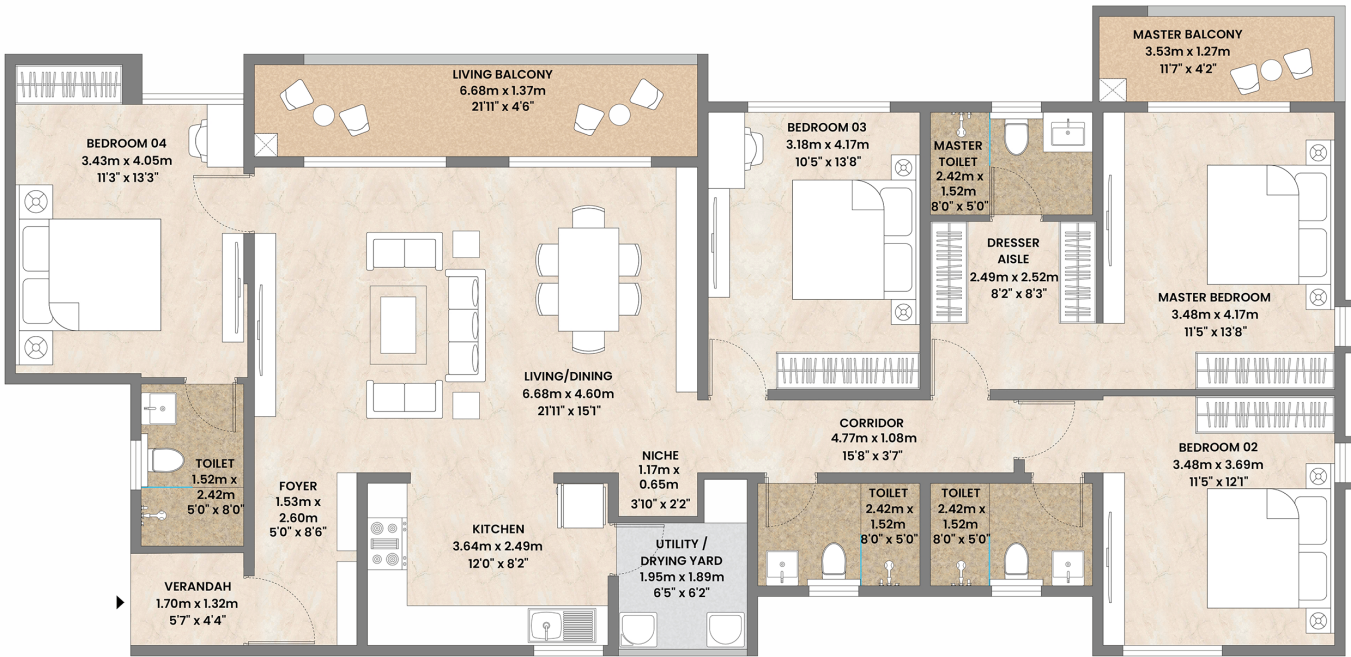 MASTER BALCONY
3.53m x 1.27m
11'7" x 4'2"
LIVING BALCONY
6.68m x 1.37m
21'11" x 4'6"
BEDROOM 04
3.43m x 4.05m
11'3" x 13'3"
BEDROOM 03
3.18m x 4.17m
10'5" x 13'8"
MASTER
TOILET
2.42m x
1.52m
8'0" x 5'0"
DRESSER
AISLE
2.49m x 2.52m
8'2" x 8'3"
MASTER BEDROOM
3.48m x 4.17m
11'5" x 13'8"
LIVING/DINING
6.68m x 4.60m
21'11" x 15'1"
CORRIDOR
4.77m x 1.08m
15'8" x 3'7"
BEDROOM 02
3.48m x 3.69m
11'5" x 12'1"
TOILET
1.52m x
2.42m
5'0" x 8'0"
FOYER
1.53m x
2.60m
5'0" x 8'6"
NICHE
1.17m x
0.65m
3'10" x 2'2"
KITCHEN
3.64m x 2.49m
12'0" x 8'2"
UTILITY /
DRYING YARD
1.95m x 1.89m
6'5" x 6'2"
TOILET
2.42m x
1.52m
8'0" x 5'0"
TOILET
2.42m x
1.52m
8'0" x 5'0"
VERANDAH
1.70m x 1.32m
5'7" x 4'4"